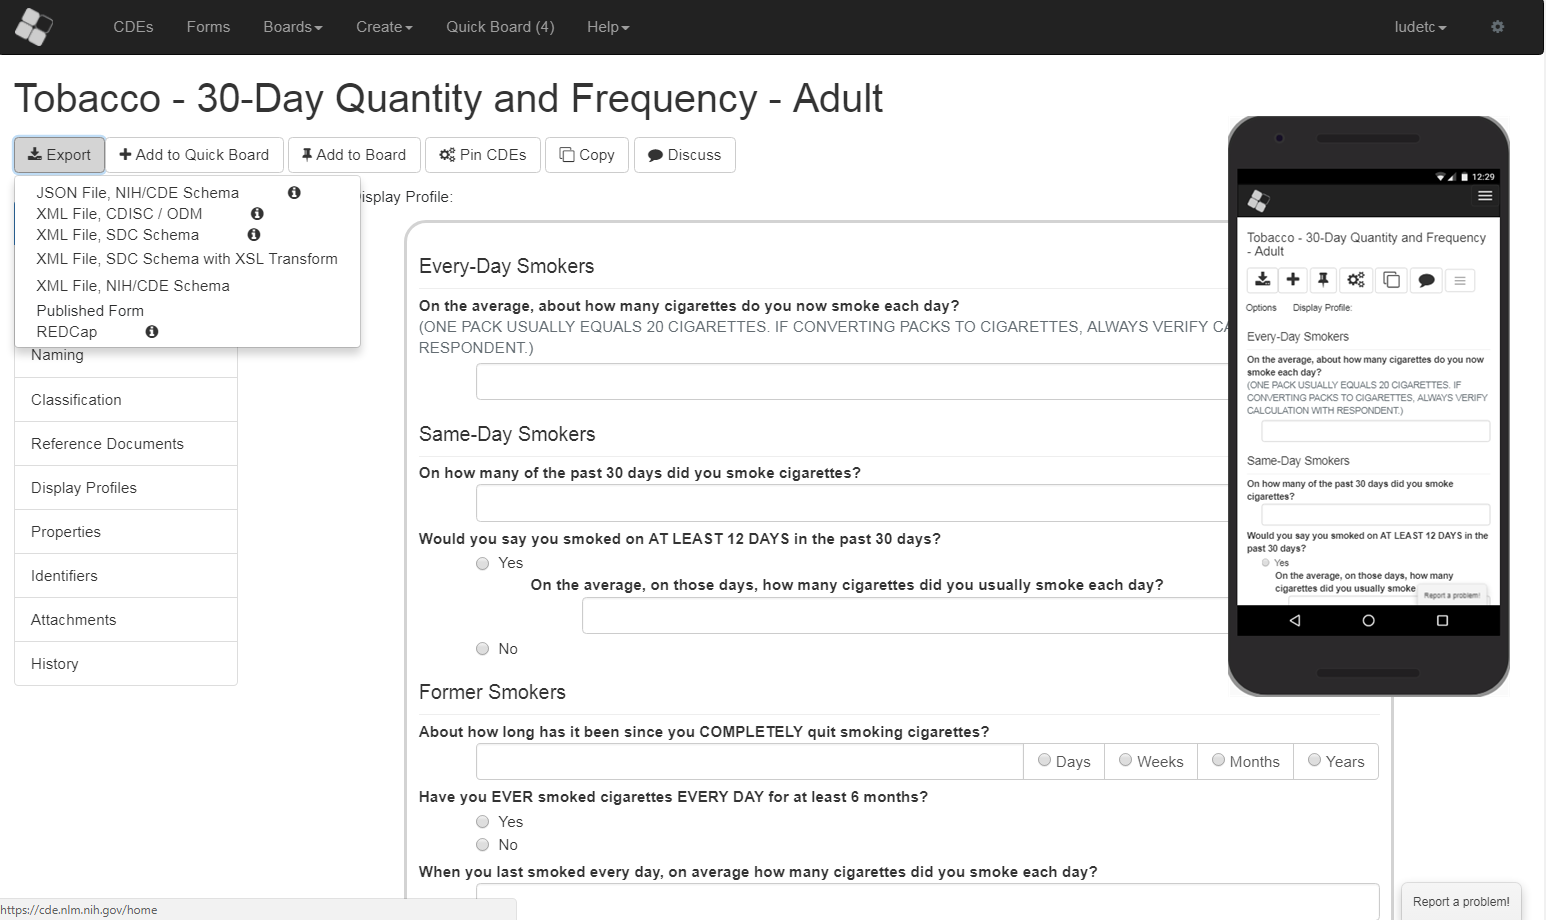 CDEs Forms Boards Create Quick Board (4) Help ludetc
Tobacco - 30-Day Quantity and Frequency - Adult
Export Add to Quick Board Add to Board Pin CDEs Copy Discuss
JSON File, NIH/CDE Schema
XML File, CDISC / ODM
XML File, SDC Schema
XML File, SDC Schema with XSL Transform
XML File, NIH/CDE Schema
Published Form
REDCap
Naming
Classification
Reference Documents
Display Profiles
Properties
Identifiers
Attachments
History
isplay Profile:
Every-Day Smokers
On the average, about how many cigarettes do you now smoke each day?
(ONE PACK USUALLY EQUALS 20 CIGARETTES. IF CONVERTING PACKS TO CIGARETTES, ALWAYS VERIFY CA
RESPONDENT.)
Same-Day Smokers
On how many of the past 30 days did you smoke cigarettes?
Would you say you smoked on AT LEAST 12 DAYS in the past 30 days?
Yes
On the average, on those days, how many cigarettes did you usually smoke each day?
No
Former Smokers
About how long has it been since you COMPLETELY quit smoking cigarettes?
Days Weeks Months Years
Have you EVER smoked cigarettes EVERY DAY for at least 6 months?
Yes
No
When you last smoked every day, on average how many cigarettes did you smoke each day?
12:29
Tobacco - 30-Day Quantity and Frequency
- Adult
Options Display Profile:
Every-Day Smokers
On the average, about how many cigarettes do you now
smoke each day?
(ONE PACK USUALLY EQUALS 20 CIGARETTES. IF
CONVERTING PACKS TO CIGARETTES, ALWAYS VERIFY
CALCULATION WITH RESPONDENT.)
Same-Day Smokers
On how many of the past 30 days did you smoke
cigarettes?
Would you say you smoked on AT LEAST 12 DAYS in the
past 30 days?
Yes
On the average, on those days, how many
cigarettes did you usually smoke
Report a problem!
https://cde.nlm.nih.gov/home
Report a problem!